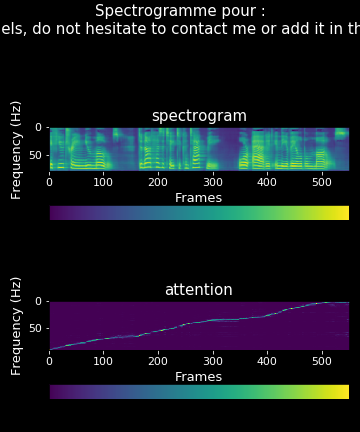 Spectrogramme pour :
els, do not hesitate to contact me or add it in th
spectrogram
Frequency (Hz)
0
50
0 100 200 300 400 500
Frames
attention
Frequency (Hz)
0
50
0 100 200 300 400 500
Frames